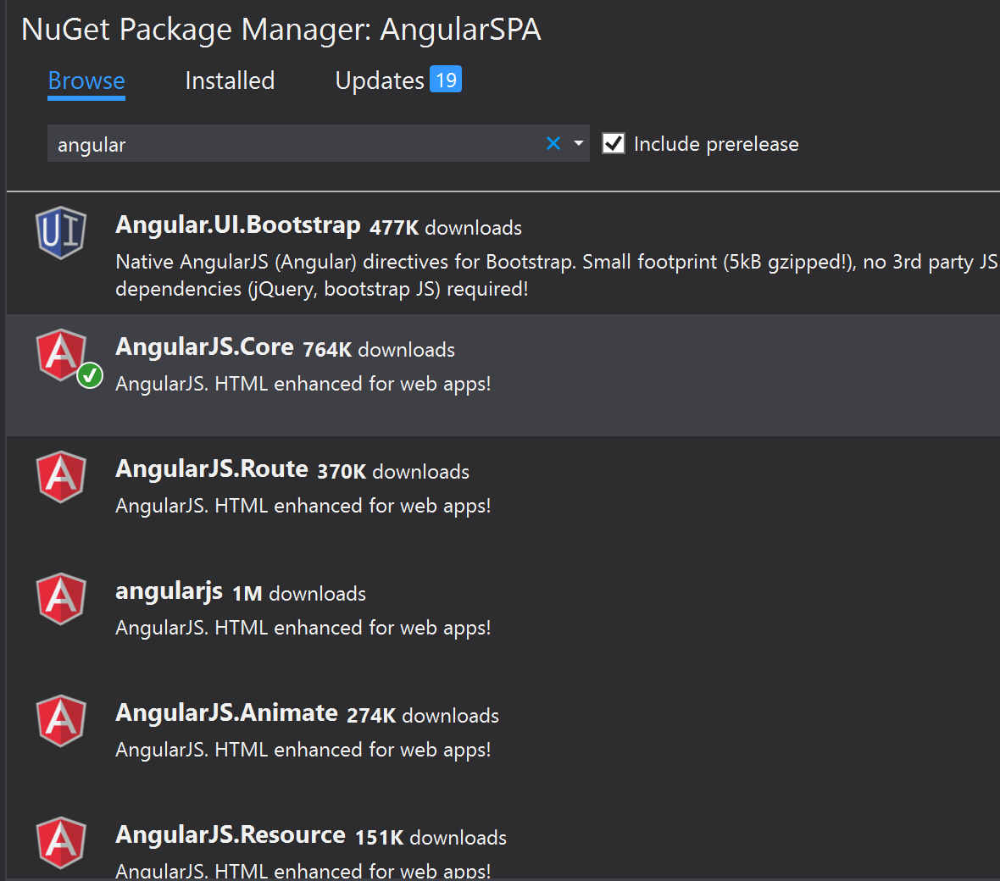 NuGet Package Manager: AngularSPA
Browse Installed Updates 19
angular Include prerelease
UI
Angular.UI.Bootstrap 477K downloads
Native AngularJS (Angular) directives for Bootstrap. Small footprint (5kB gzipped!), no 3rd party JS
dependencies (jQuery, bootstrap JS) required!
A
AngularJS.Core 764K downloads
AngularJS. HTML enhanced for web apps!
A
AngularJS.Route 370K downloads
AngularJS. HTML enhanced for web apps!
A
angularjs 1M downloads
AngularJS. HTML enhanced for web apps!
A
AngularJS.Animate 274K downloads
AngularJS. HTML enhanced for web apps!
A
AngularJS.Resource 151K downloads
AngularJS. HTML enhanced for web apps!